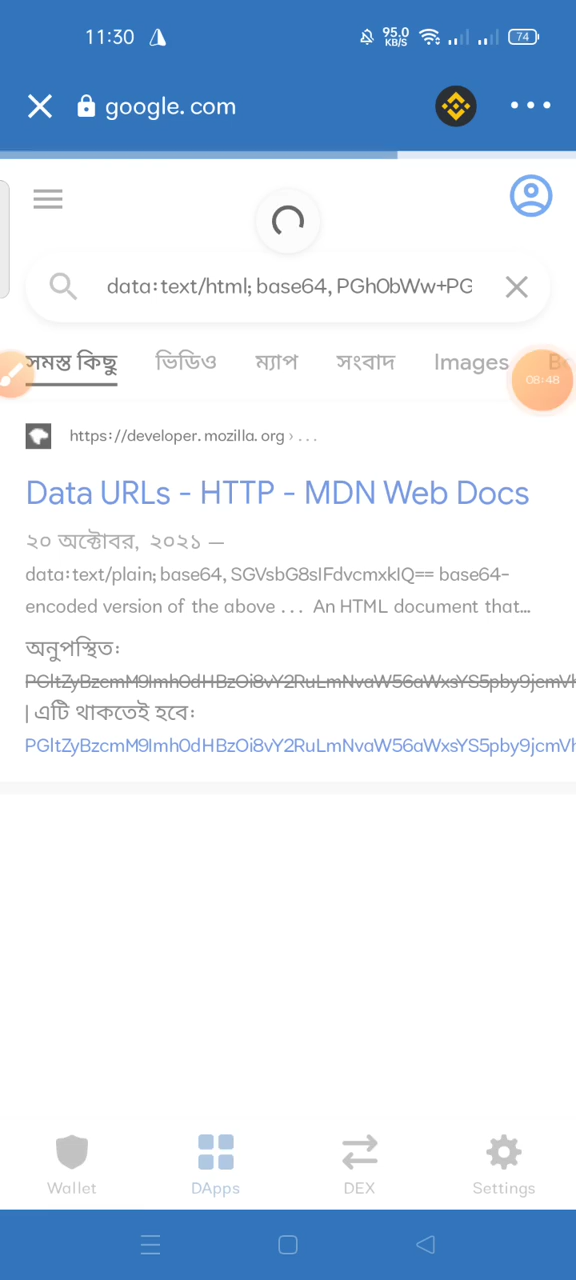 11:30
95.0 KB/S
74
google. com
data:text/html; base64, PGh0bWw+PG
সমস্ত কিছু ভিডিও ম্যাপ সংবাদ Images
08:48
https://developer. mozilla. org › . . .
Data URLs - HTTP - MDN Web Docs
২০ অক্টোবর, ২০২১ —
data:text/plain; base64, SGVsbG8sIFdvcmxkIQ== base64-
encoded version of the above . . . An HTML document that...
অনুপস্থিত:
PGltZyBzcmM9Imh0dHBzOi8vY2RuLmNvaW56aWxsYS5pby9jcmVh
| এটি থাকতেই হবে:
PGltZyBzcmM9Imh0dHBzOi8vY2RuLmNvaW56aWxsYS5pby9jcmVh
Wallet DApps DEX Settings